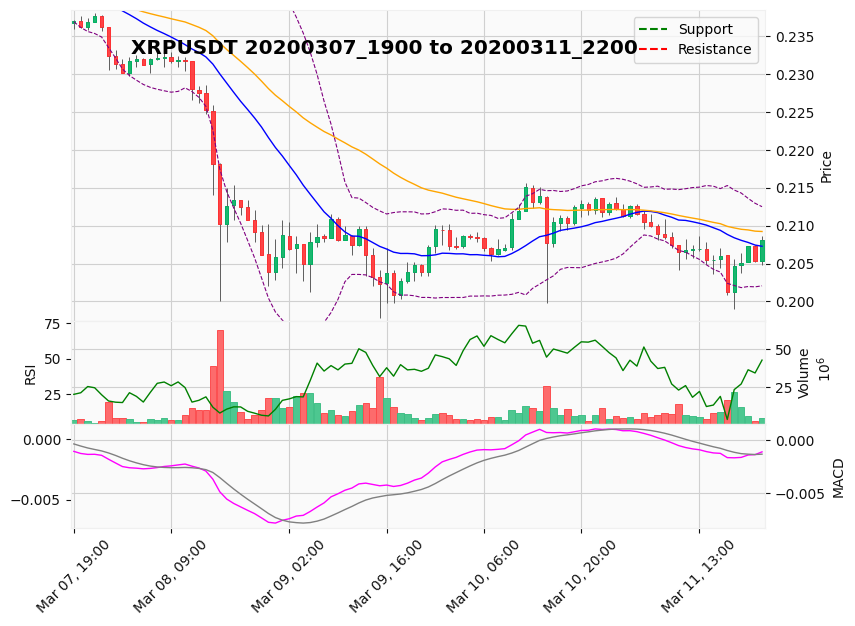 XRPUSDT 20200307_1900 to 20200311_2200
Support
Resistance
0.235
0.230
0.225
0.220
0.215
0.210
0.205
0.200
Price
75
50
25
RSI
50
25
Volume
10^6
0.000
−0.005
0.000
−0.005
MACD
Mar 07, 19:00
Mar 08, 09:00
Mar 09, 02:00
Mar 09, 16:00
Mar 10, 06:00
Mar 10, 20:00
Mar 11, 13:00